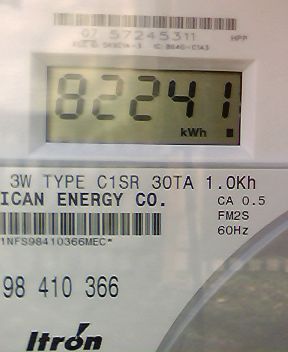 07 57245311 HPP
82241
kWh
3W TYPE C1SR 30TA 1.0Kh
ICAN ENERGY CO. CA 0.5
FM2S
60Hz
1NFS98410366MEC*
98 410 366
Itron